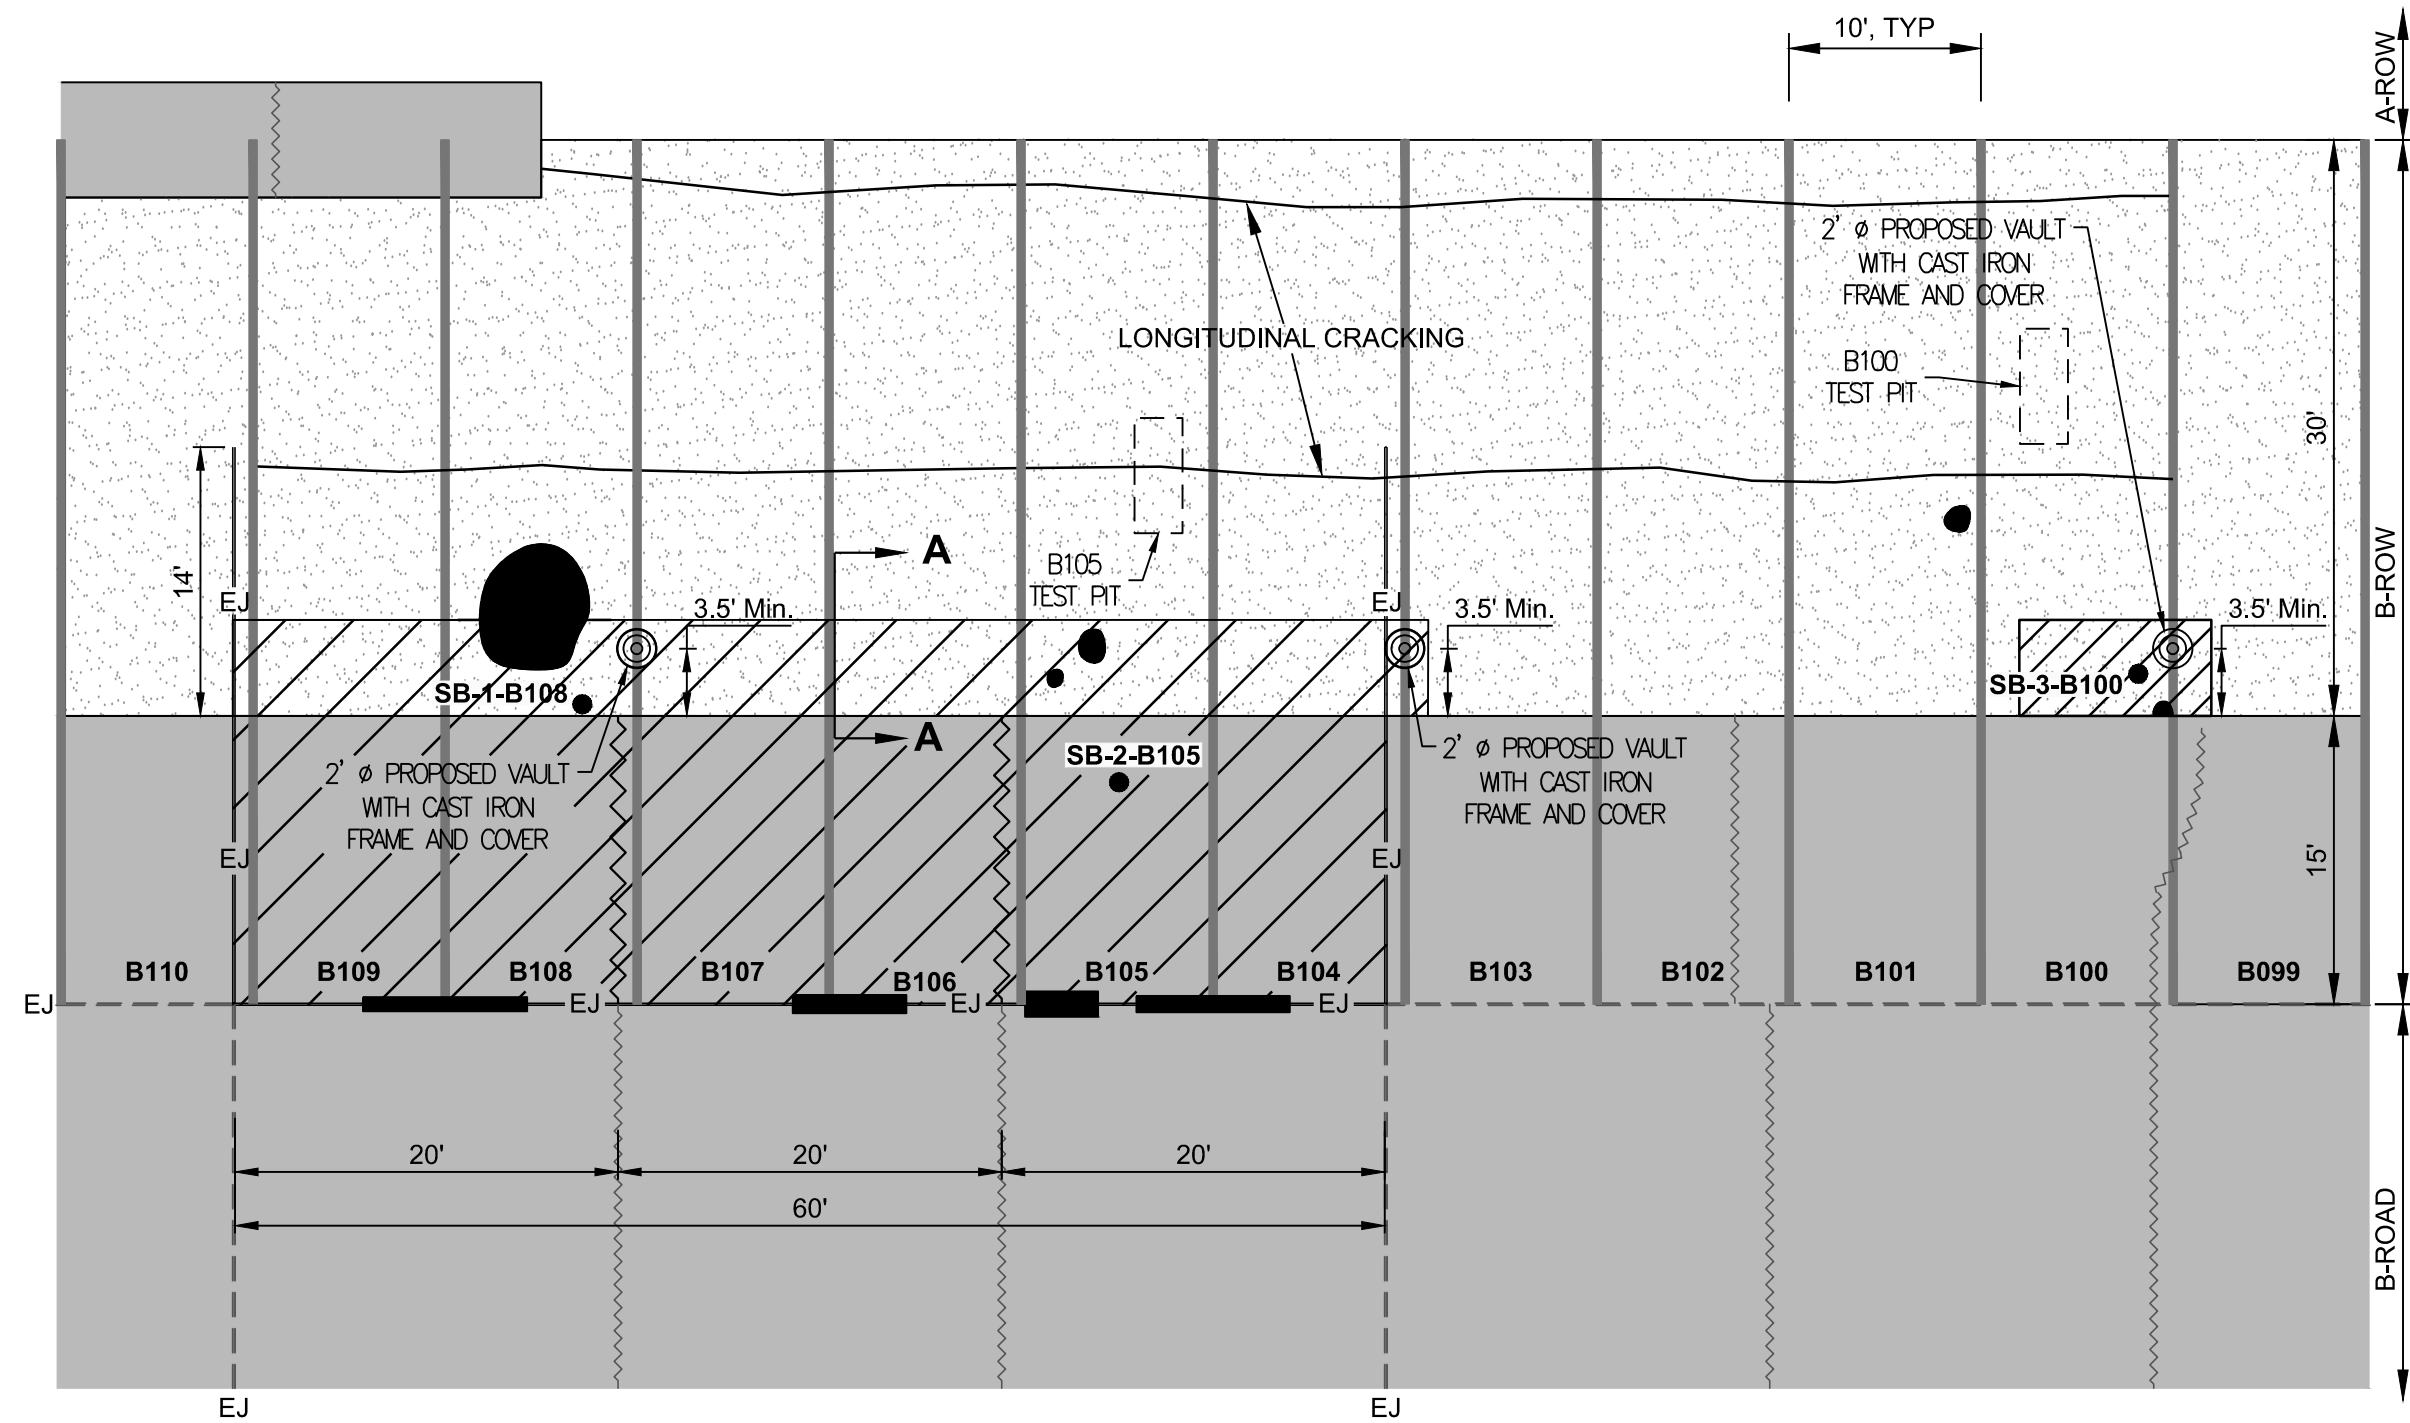 10', TYP
A-ROW
2' ø PROPOSED VAULT
WITH CAST IRON
FRAME AND COVER
LONGITUDINAL CRACKING
B100
TEST PIT
30'
B-ROW
14'
EJ
A
B105
TEST PIT
EJ
3.5' Min.
3.5' Min.
3.5' Min.
SB-1-B108
SB-3-B100
A
SB-2-B105
2' ø PROPOSED VAULT
WITH CAST IRON
FRAME AND COVER
2' ø PROPOSED VAULT
WITH CAST IRON
FRAME AND COVER
EJ
EJ
15'
B110
B109
B108
B107
B106
B105
B104
B103
B102
B101
B100
B099
EJ
EJ
EJ
EJ
20'
20'
20'
60'
B-ROAD
EJ
EJ